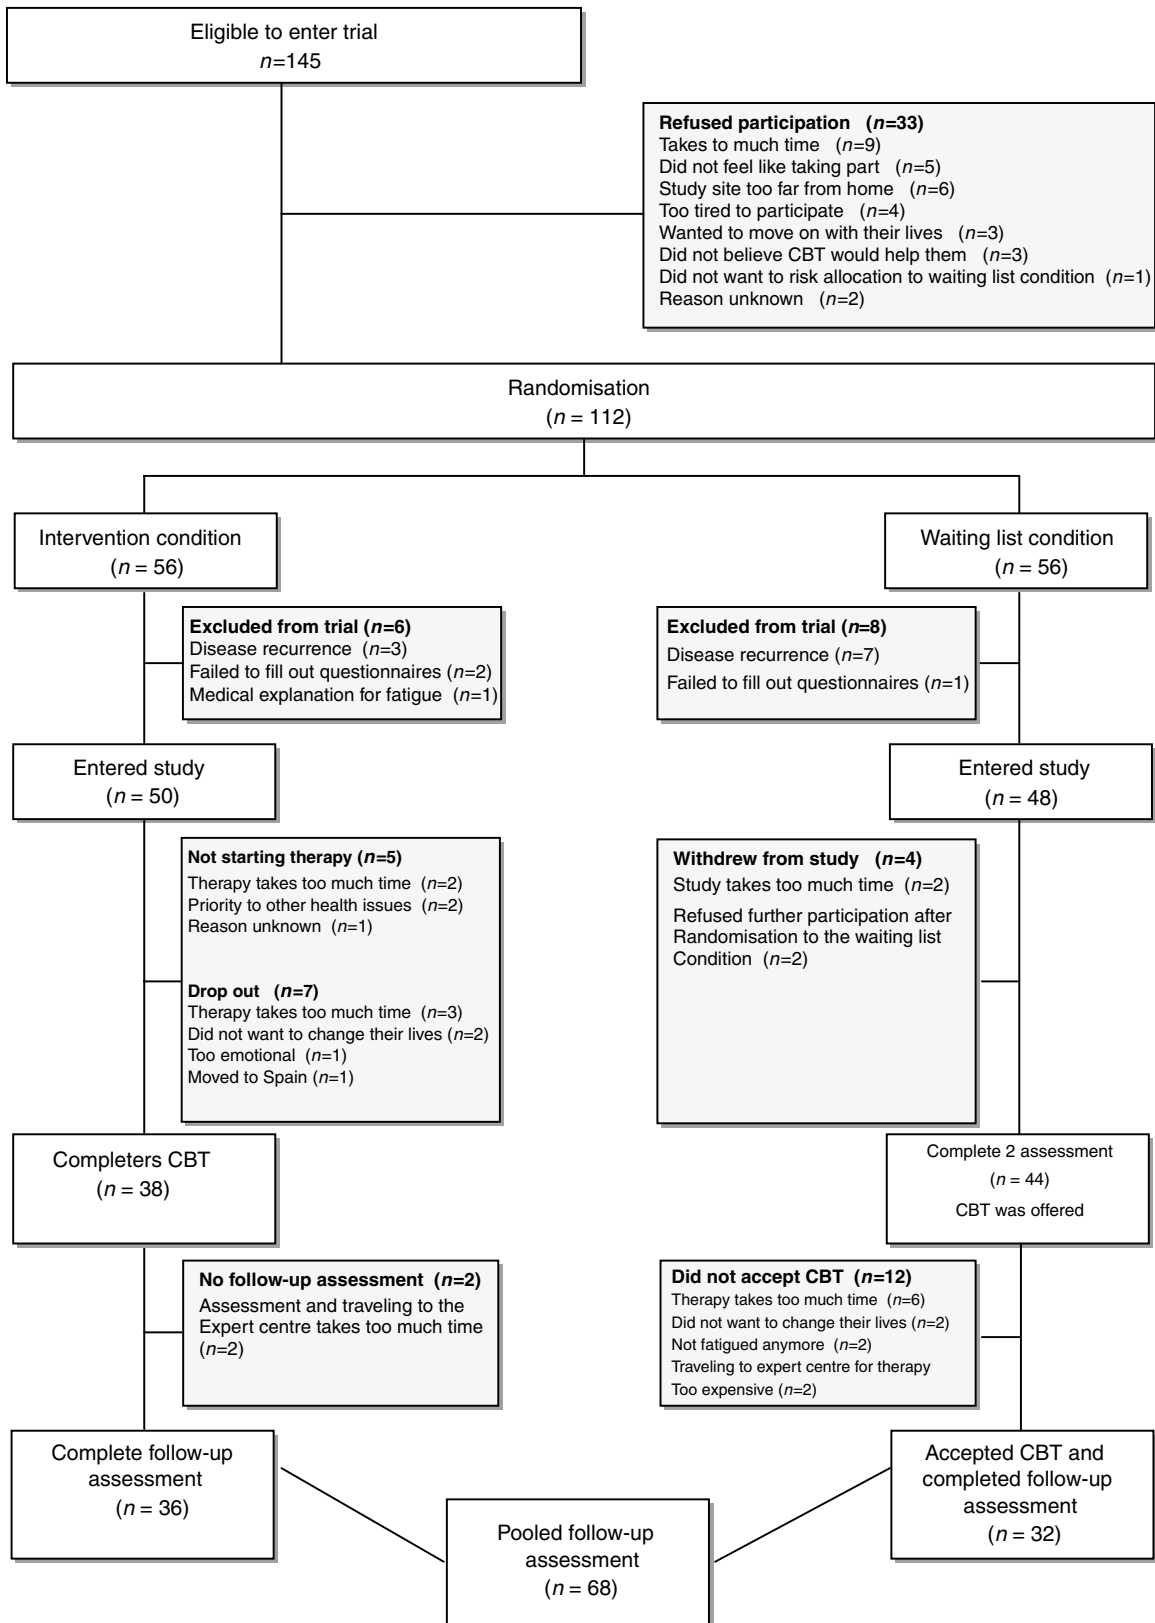 Eligible to enter trial
n=145
Refused participation (n=33)
Takes to much time (n=9)
Did not feel like taking part (n=5)
Study site too far from home (n=6)
Too tired to participate (n=4)
Wanted to move on with their lives (n=3)
Did not believe CBT would help them (n=3)
Did not want to risk allocation to waiting list condition (n=1)
Reason unknown (n=2)
Randomisation
(n = 112)
Intervention condition
(n = 56)
Waiting list condition
(n = 56)
Excluded from trial (n=6)
Disease recurrence (n=3)
Failed to fill out questionnaires (n=2)
Medical explanation for fatigue (n=1)
Excluded from trial (n=8)
Disease recurrence (n=7)
Failed to fill out questionnaires (n=1)
Entered study
(n = 50)
Entered study
(n = 48)
Not starting therapy (n=5)
Therapy takes too much time (n=2)
Priority to other health issues (n=2)
Reason unknown (n=1)
Drop out (n=7)
Therapy takes too much time (n=3)
Did not want to change their lives (n=2)
Too emotional (n=1)
Moved to Spain (n=1)
Withdrew from study (n=4)
Study takes too much time (n=2)
Refused further participation after
Randomisation to the waiting list
Condition (n=2)
Completers CBT
(n = 38)
Complete 2 assessment
(n = 44)
CBT was offered
No follow-up assessment (n=2)
Assessment and traveling to the
Expert centre takes too much time
(n=2)
Did not accept CBT (n=12)
Therapy takes too much time (n=6)
Did not want to change their lives (n=2)
Not fatigued anymore (n=2)
Traveling to expert centre for therapy
Too expensive (n=2)
Complete follow-up
assessment
(n = 36)
Accepted CBT and
completed follow-up
assessment
(n = 32)
Pooled follow-up
assessment
(n = 68)